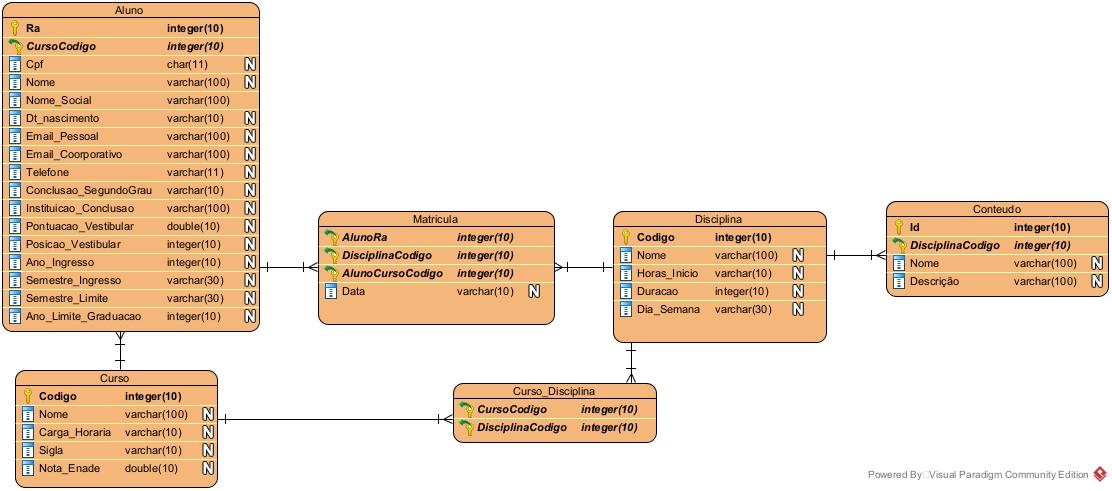 Aluno
Ra integer(10)
CursoCodigo integer(10)
Cpf char(11) N
Nome varchar(100) N
Nome_Social varchar(100)
Dt_nascimento varchar(10) N
Email_Pessoal varchar(100) N
Email_Coorporativo varchar(100) N
Telefone varchar(11) N
Conclusao_SegundoGrau varchar(10) N
Instituicao_Conclusao varchar(100) N
Pontuacao_Vestibular double(10) N
Posicao_Vestibular integer(10) N
Ano_Ingresso integer(10) N
Semestre_Ingresso varchar(30) N
Semestre_Limite varchar(30) N
Ano_Limite_Graduacao integer(10) N
Matricula
AlunoRa integer(10)
DisciplinaCodigo integer(10)
AlunoCursoCodigo integer(10)
Data varchar(10) N
Disciplina
Codigo integer(10)
Nome varchar(100) N
Horas_Inicio varchar(10) N
Duracao integer(10) N
Dia_Semana varchar(30) N
Conteudo
Id integer(10)
DisciplinaCodigo integer(10)
Nome varchar(100) N
Descrição varchar(100) N
Curso
Codigo integer(10)
Nome varchar(100) N
Carga_Horaria varchar(10) N
Sigla varchar(10) N
Nota_Enade double(10) N
Curso_Disciplina
CursoCodigo integer(10)
DisciplinaCodigo integer(10)
Powered By Visual Paradigm Community Edition